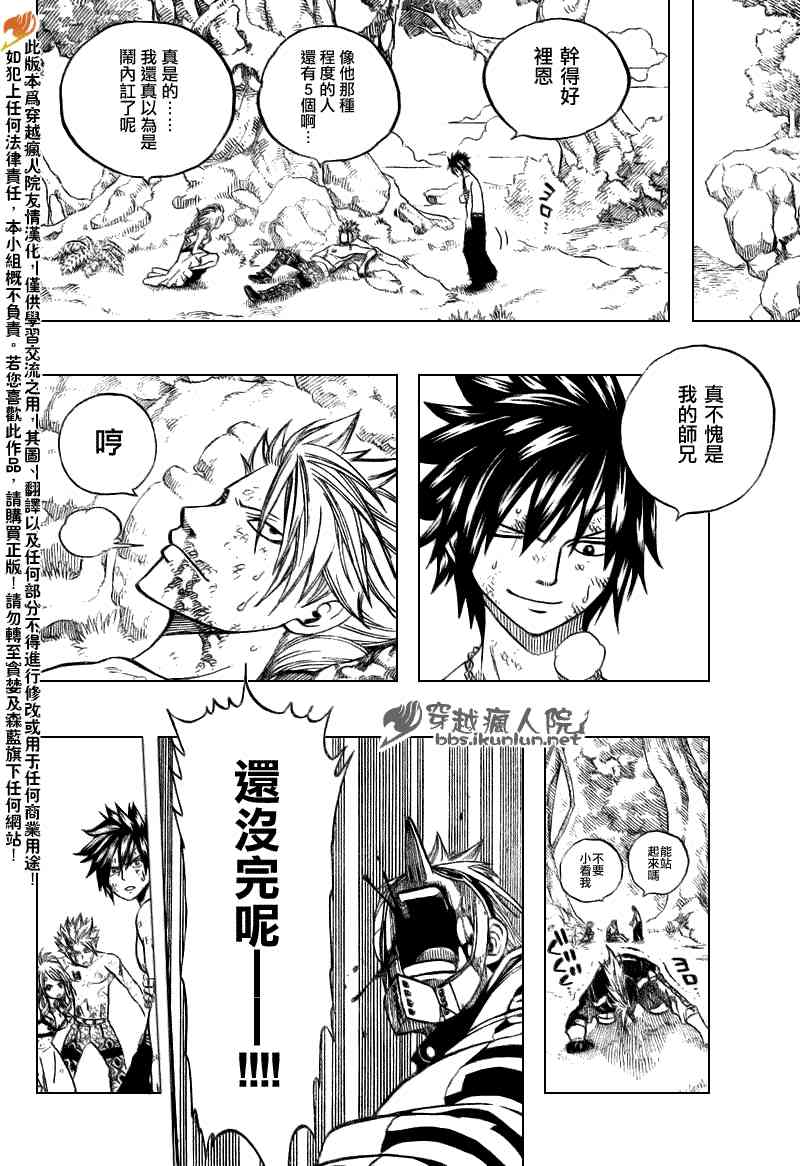 幹得好
裡恩
像他那種
程度的人
還有5個啊…
真是的……
我還真以為是
鬧內訌了呢
真不愧是
我的師兄
哼
能站
起來嗎
不要
小看我
還沒完呢——!!!!
穿越瘋人院
bbs.ikunlun.net
此版本爲穿越瘋人院友情漢化，僅供學習交流之用，其圖、翻譯以及任何部分不得進行修改或用于任何商業用途！
如犯上任何法律責任，本小組概不負責。若您喜歡此作品，請購買正版！請勿轉至貪婪及森藍旗下任何網站！